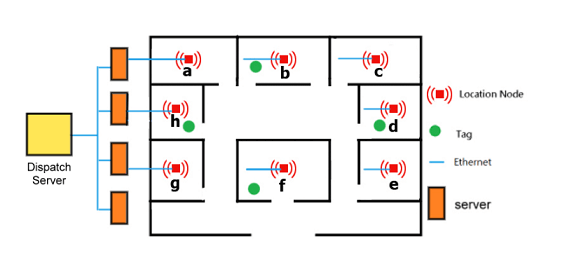 a
b
c
h
d
g
f
e
Dispatch
Server
Location Node
Tag
Ethernet
server